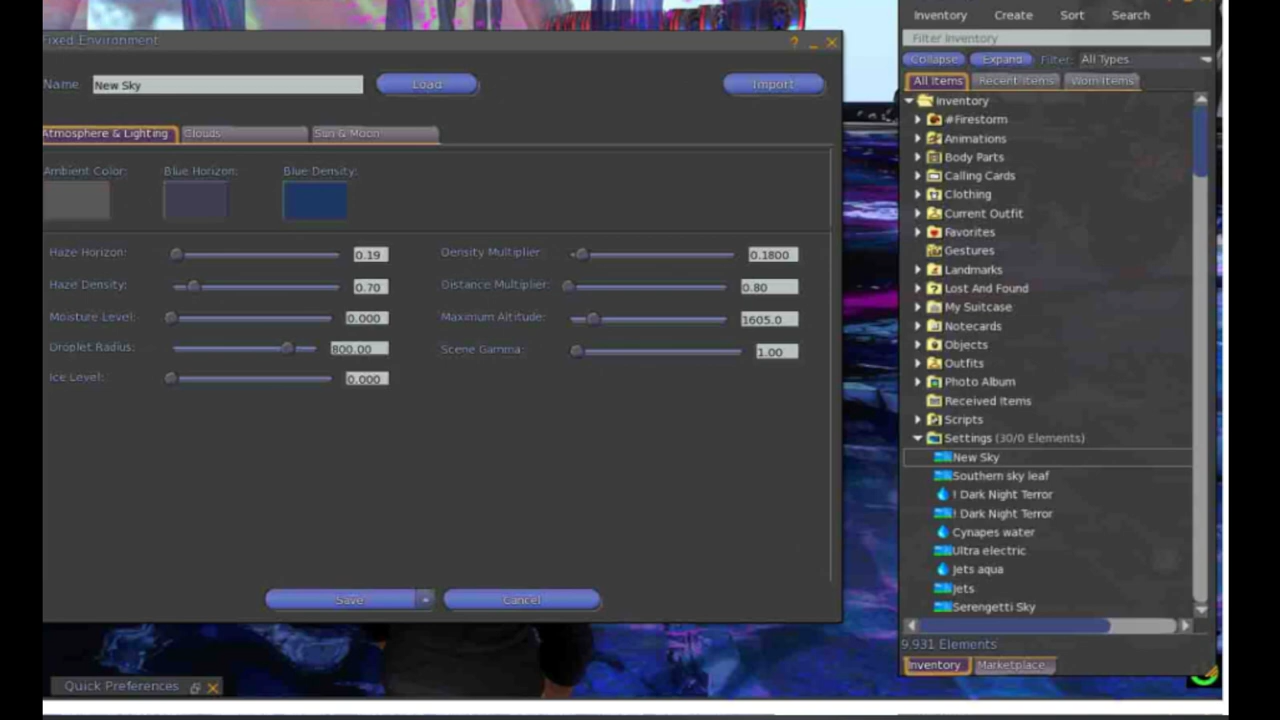 Fixed Environment
? _ X
Name
New Sky
Load
Import
Atmosphere & Lighting
Clouds
Sun & Moon
Ambient Color:
Blue Horizon:
Blue Density:
Haze Horizon:
0.19
Density Multiplier:
0.1800
Haze Density:
0.70
Distance Multiplier:
0.80
Moisture Level:
0.000
Maximum Altitude:
1605.0
Droplet Radius:
800.00
Scene Gamma:
1.00
Ice Level:
0.000
Save
Cancel
Quick Preferences
Inventory Create Sort Search
Filter Inventory
Collapse Expand Filter: All Types
All Items Recent Items Worn Items
Inventory
#Firestorm
Animations
Body Parts
Calling Cards
Clothing
Current Outfit
Favorites
Gestures
Landmarks
Lost And Found
My Suitcase
Notecards
Objects
Outfits
Photo Album
Received Items
Scripts
Settings (30/0 Elements)
New Sky
Southern sky leaf
! Dark Night Terror
! Dark Night Terror
Cynapes water
Ultra electric
Jets aqua
Jets
Serengetti Sky
9,931 Elements
Inventory Marketplace